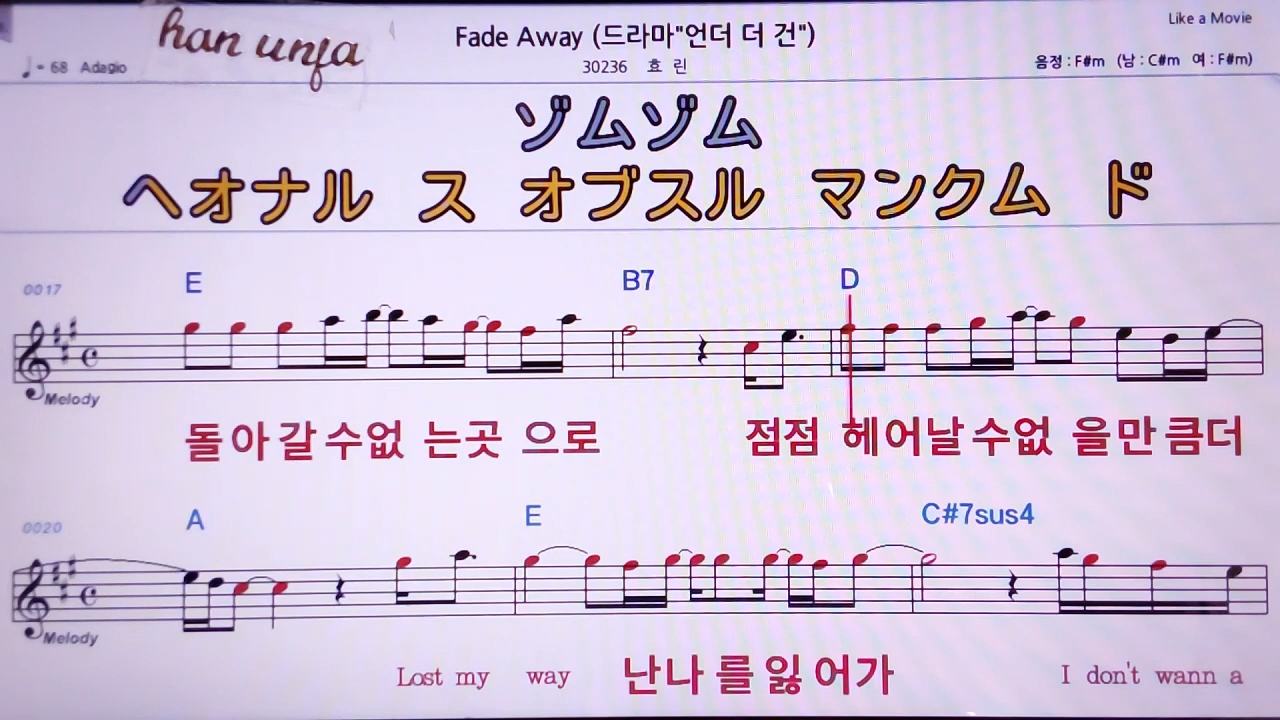 han unfa
Fade Away (드라마"언더 더 건")
Like a Movie
♩= 68 Adagio
30236 효 린
음정 : F#m (남 : C#m 여 : F#m)
ゾムゾム
ヘオナル ス オブスル マンクム ド
E B7 D
0017
Melody
돌아갈수없 는곳 으로 점점 헤어날수없 을만큼더
A E C#7sus4
0020
Melody
Lost my way 난나를잃어가 I don't wann a